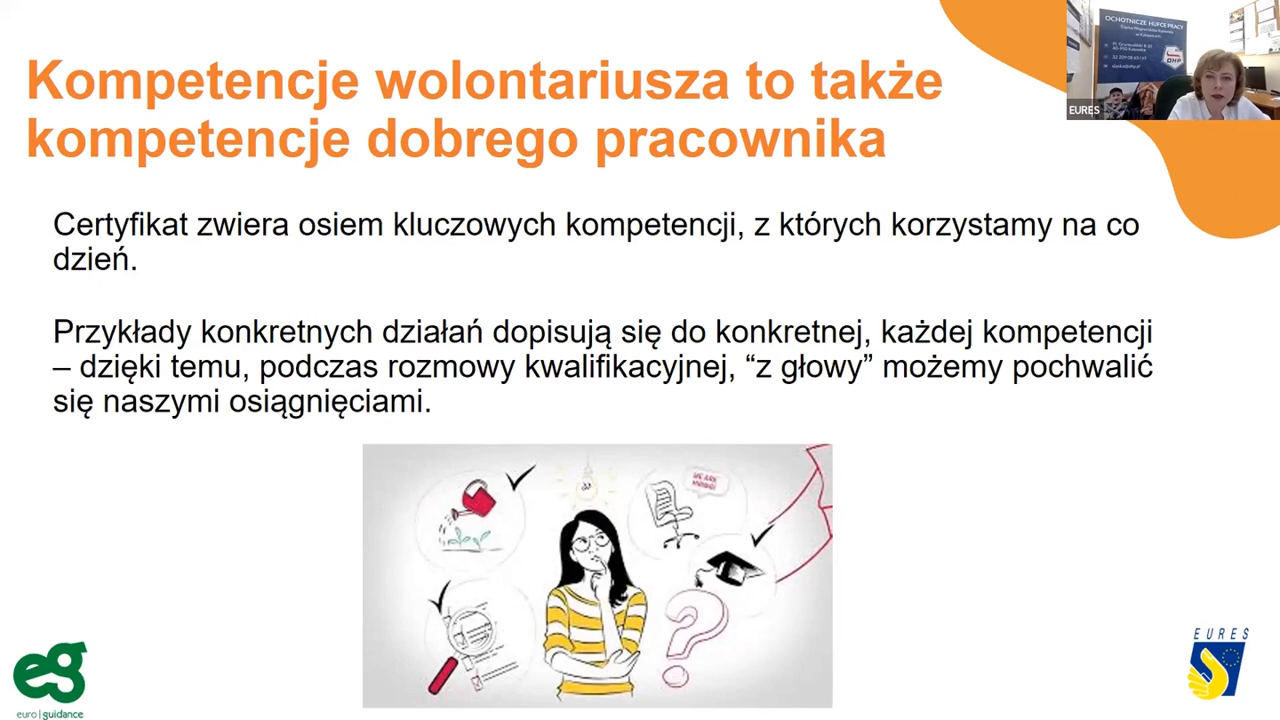 Kompetencje wolontariusza to także
kompetencje dobrego pracownika
OCHOTNICZE HUFCE PRACY
w Katowicach
OHP
EURES
Certyfikat zwiera osiem kluczowych kompetencji, z których korzystamy na co
dzień.
Przykłady konkretnych działań dopisują się do konkretnej, każdej kompetencji
– dzięki temu, podczas rozmowy kwalifikacyjnej, “z głowy” możemy pochwalić
się naszymi osiągnięciami.
WE ARE
HIRING!
eg
euro|guidance
EURES